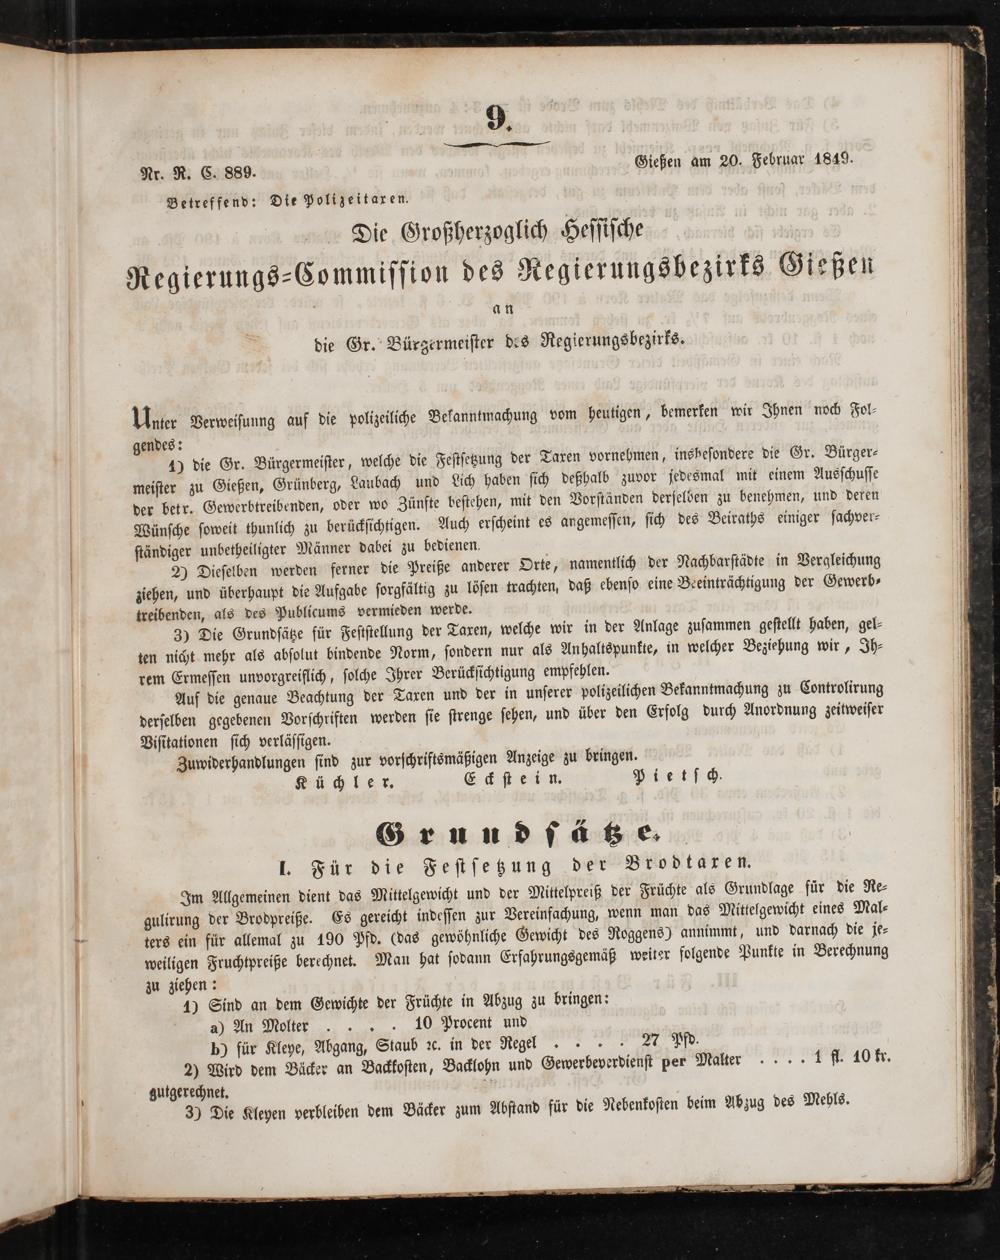 9.
Gießen am 20. Februar 1849.
Nr. R. C. 889.
Betreffend: Die Polizeitaxen.
Die Großherzoglich Hessische
Regierungs=Commission des Regierungsbezirks Gießen
an
die Gr. Bürgermeister des Regierungsbezirks.
Unter Verweisung auf die polizeiliche Bekanntmachung vom heutigen, bemerken wir Ihnen noch Fol=
gendes:
1) die Gr. Bürgermeister, welche die Festsetzung der Taxen vornehmen, insbesondere die Gr. Bürger=
meister zu Gießen, Grünberg, Laubach und Lich haben sich deßhalb zuvor jedesmal mit einem Ausschusse
der betr. Gewerbtreibenden, oder wo Zünfte bestehen, mit den Vorständen derselben zu benehmen, und deren
Wünsche soweit thunlich zu berücksichtigen. Auch erscheint es angemessen, sich des Beiraths einiger sachver=
ständiger unbetheiligter Männer dabei zu bedienen.
2) Dieselben werden ferner die Preiße anderer Orte, namentlich der Nachbarstädte in Vergleichung
ziehen, und überhaupt die Aufgabe sorgfältig zu lösen trachten, daß ebenso eine Beeinträchtigung der Gewerb=
treibenden, als des Publicums vermieden werde.
3) Die Grundsätze für Feststellung der Taxen, welche wir in der Anlage zusammen gestellt haben, gel=
ten nicht mehr als absolut bindende Norm, sondern nur als Anhaltspunkte, in welcher Beziehung wir, Ih=
rem Ermessen unvorgreiflich, solche Ihrer Berücksichtigung empfehlen.
Auf die genaue Beachtung der Taxen und der in unserer polizeilichen Bekanntmachung zu Controlirung
derselben gegebenen Vorschriften werden sie strenge sehen, und über den Erfolg durch Anordnung zeitweiser
Visitationen sich verlässigen.
Zuwiderhandlungen sind zur vorschriftsmäßigen Anzeige zu bringen.
Küchler. Eckstein. Pietsch.
Grundsätze.
I. Für die Festsetzung der Brodtaxen.
Im Allgemeinen dient das Mittelgewicht und der Mittelpreiß der Früchte als Grundlage für die Re=
gulirung der Brodpreiße. Es gereicht indessen zur Vereinfachung, wenn man das Mittelgewicht eines Mal=
ters ein für allemal zu 190 Pfd. (das gewöhnliche Gewicht des Roggens) annimmt, und darnach die je=
weiligen Fruchtpreiße berechnet. Man hat sodann Erfahrungsgemäß weiter folgende Punkte in Berechnung
zu ziehen:
1) Sind an dem Gewichte der Früchte in Abzug zu bringen:
a) An Molter . . . . 10 Procent und
b) für Kleye, Abgang, Staub ꝛc. in der Regel . . . . 27 Pfd.
2) Wird dem Bäcker an Backkosten, Backlohn und Gewerbeverdienst per Malter . . . . 1 fl. 10 kr.
gutgerechnet.
3) Die Kleyen verbleiben dem Bäcker zum Abstand für die Nebenkosten beim Abzug des Mehls.